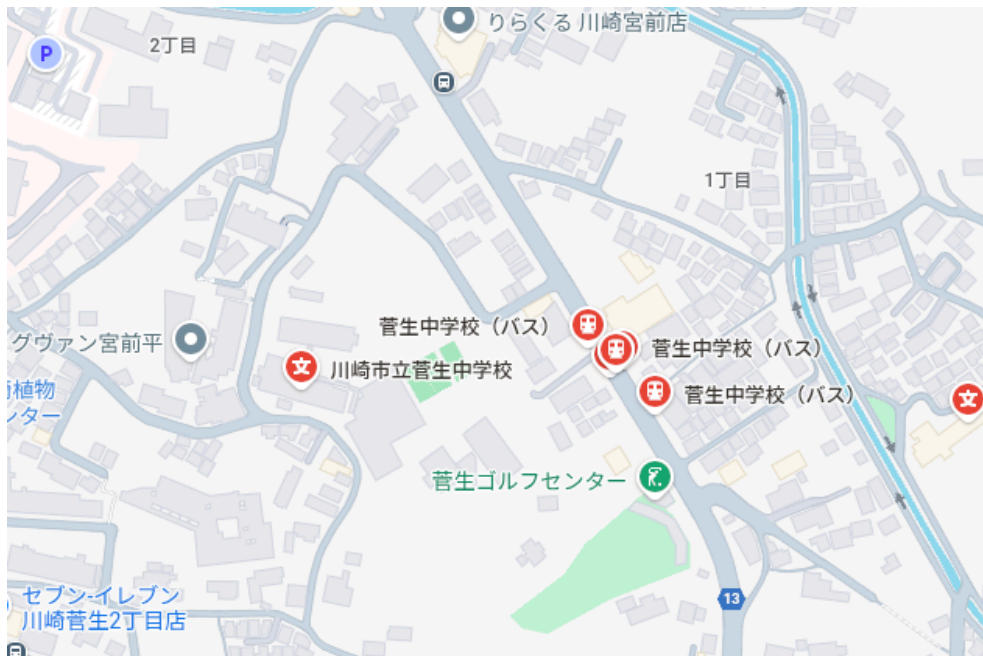 りらくる 川崎宮前店
2丁目
P
1丁目
菅生中学校（バス）
グヴァン宮前平
菅生中学校（バス）
川崎市立菅生中学校
文
菅生中学校（バス）
文
ンター
菅生ゴルフセンター
13
セブン-イレブン
川崎菅生2丁目店